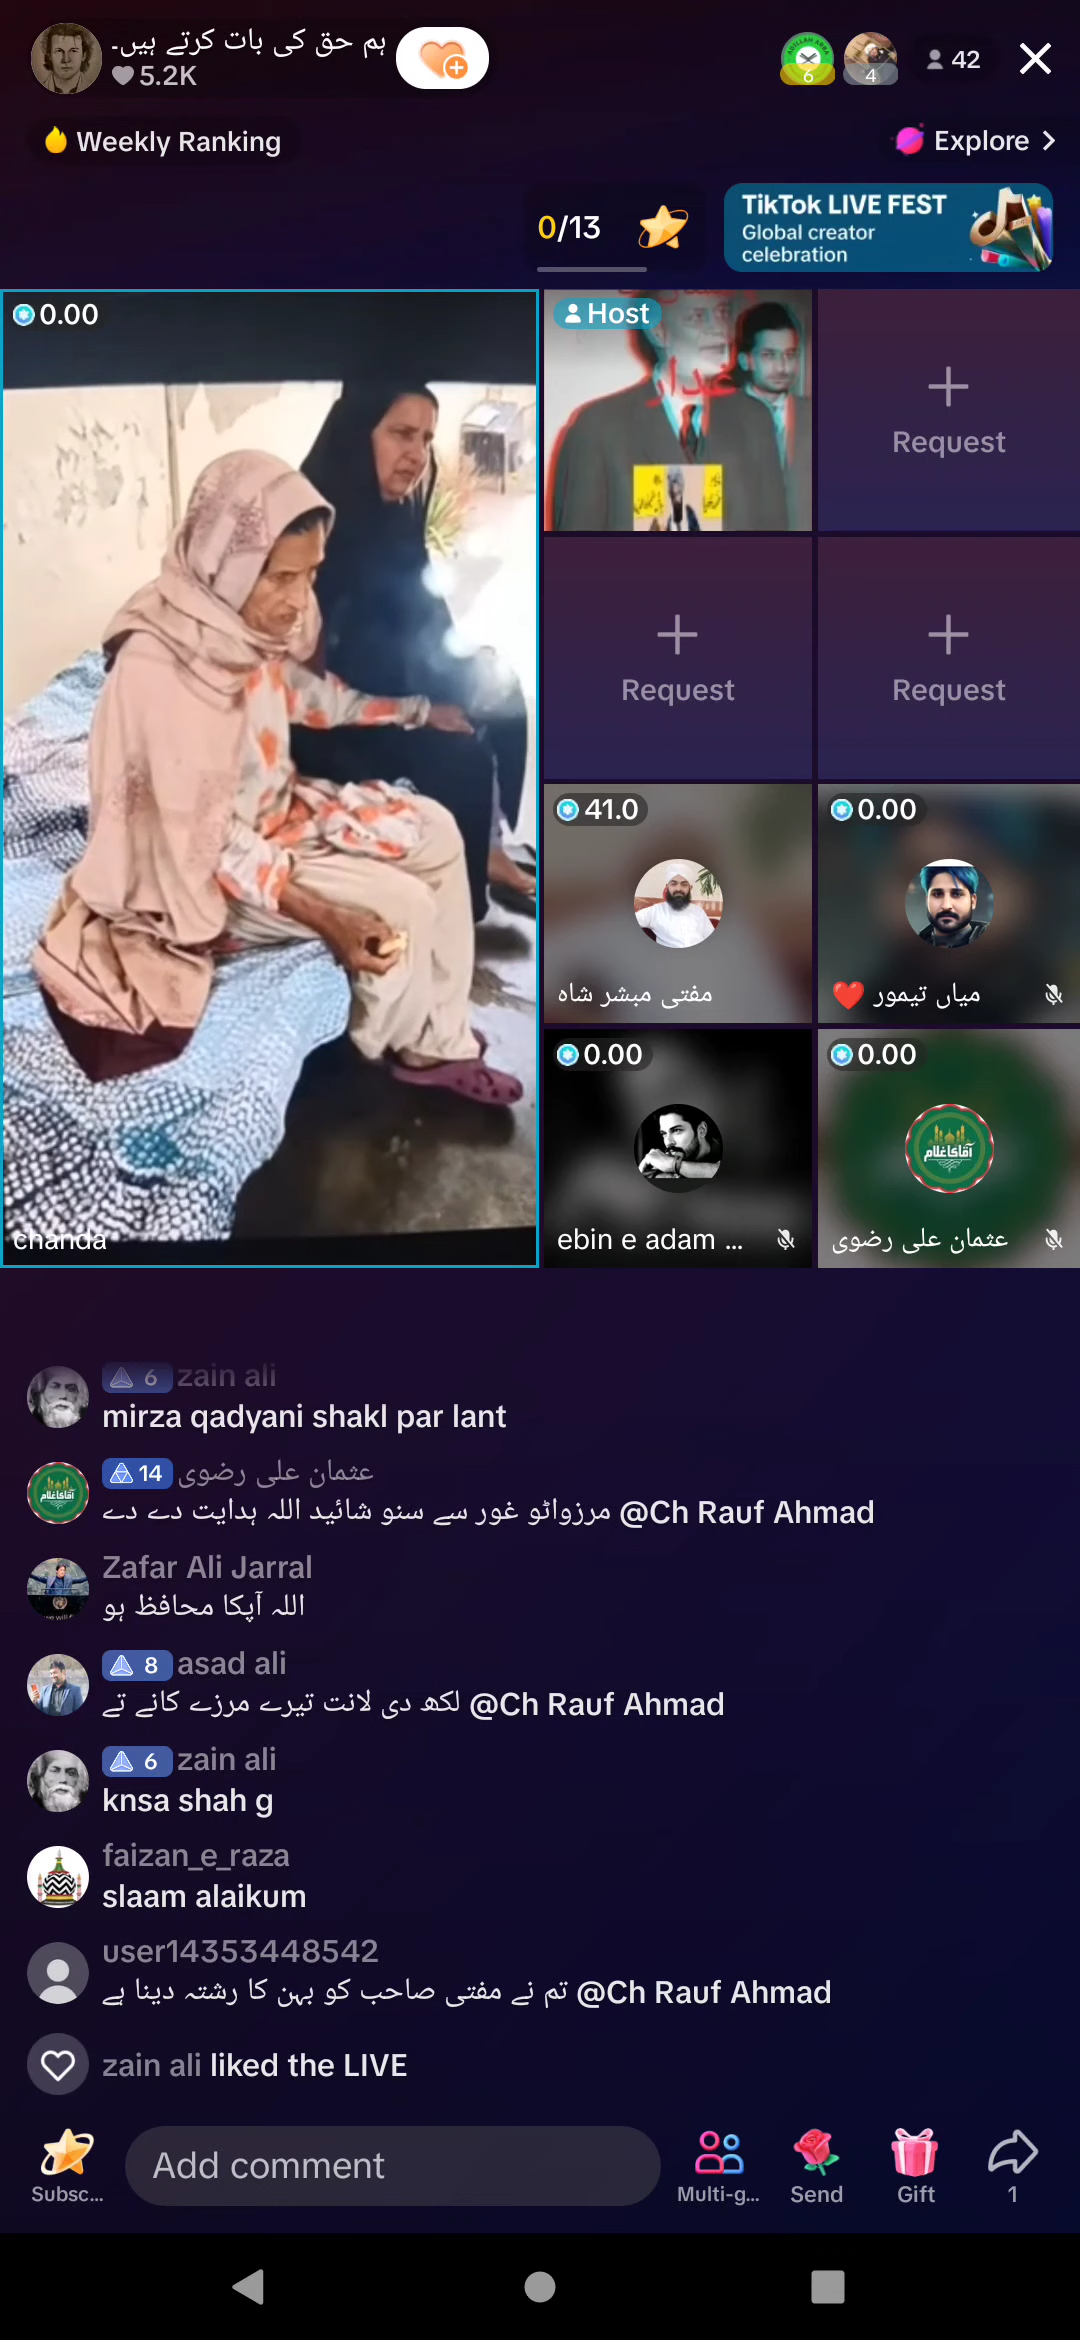 ہم حق کی بات کرتے ہیں۔
5.2K
6
4
42
Weekly Ranking
Explore
0/13
TikTok LIVE FEST
Global creator
celebration
0.00
Host
غدار
Request
Request
Request
41.0
0.00
مفتی مبشر شاہ
میاں تیمور ❤️
0.00
0.00
آقا کا غلام
chanda
ebin e adam ...
عثمان علی رضوی
6 zain ali
mirza qadyani shakl par lant
14 عثمان علی رضوی
@Ch Rauf Ahmad مرزواٹو غور سے سنو شائید اللہ ہدایت دے دے
Zafar Ali Jarral
اللہ آپکا محافظ ہو
8 asad ali
@Ch Rauf Ahmad لکھ دی لانت تیرے مرزے کانے تے
6 zain ali
knsa shah g
faizan_e_raza
slaam alaikum
user14353448542
@Ch Rauf Ahmad تم نے مفتی صاحب کو بہن کا رشتہ دینا ہے
zain ali liked the LIVE
Add comment
Subsc...
Multi-g...
Send
Gift
1